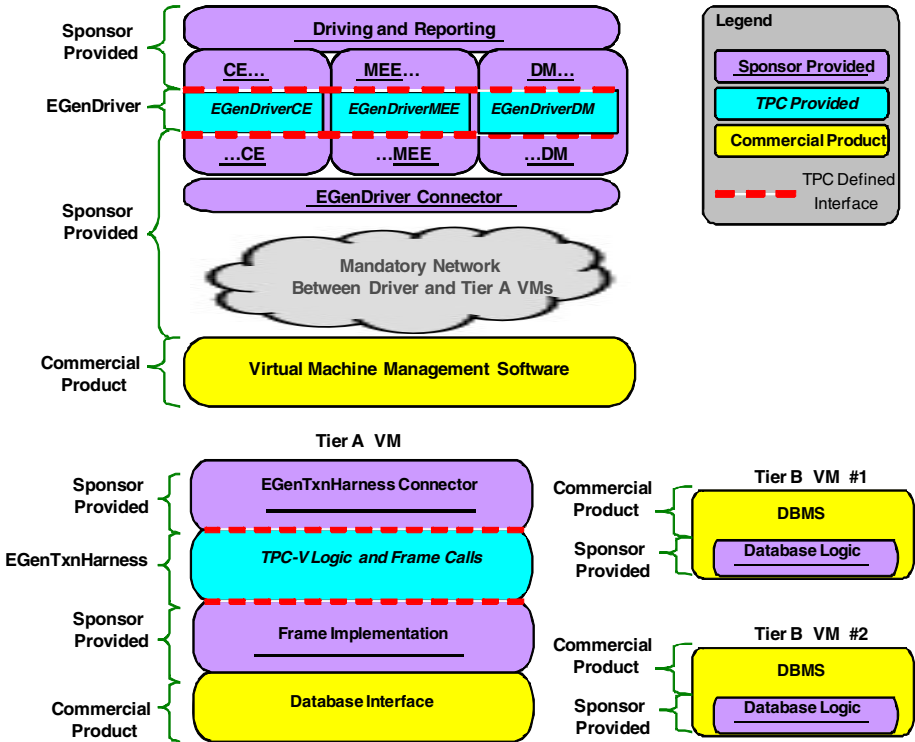 Sponsor
Provided
Driving and Reporting
CE...
MEE...
DM...
EGenDriver
EGenDriverCE
EGenDriverMEE
EGenDriverDM
...CE
...MEE
...DM
EGenDriver Connector
Sponsor
Provided
Mandatory Network
Between Driver and Tier A VMs
Commercial
Product
Virtual Machine Management Software
Legend
Sponsor Provided
TPC Provided
Commercial Product
TPC Defined
Interface
Tier A VM
Sponsor
Provided
EGenTxnHarness Connector
EGenTxnHarness
TPC-V Logic and Frame Calls
Sponsor
Provided
Frame Implementation
Commercial
Product
Database Interface
Tier B VM #1
Commercial
Product
DBMS
Sponsor
Provided
Database Logic
Tier B VM #2
Commercial
Product
DBMS
Sponsor
Provided
Database Logic